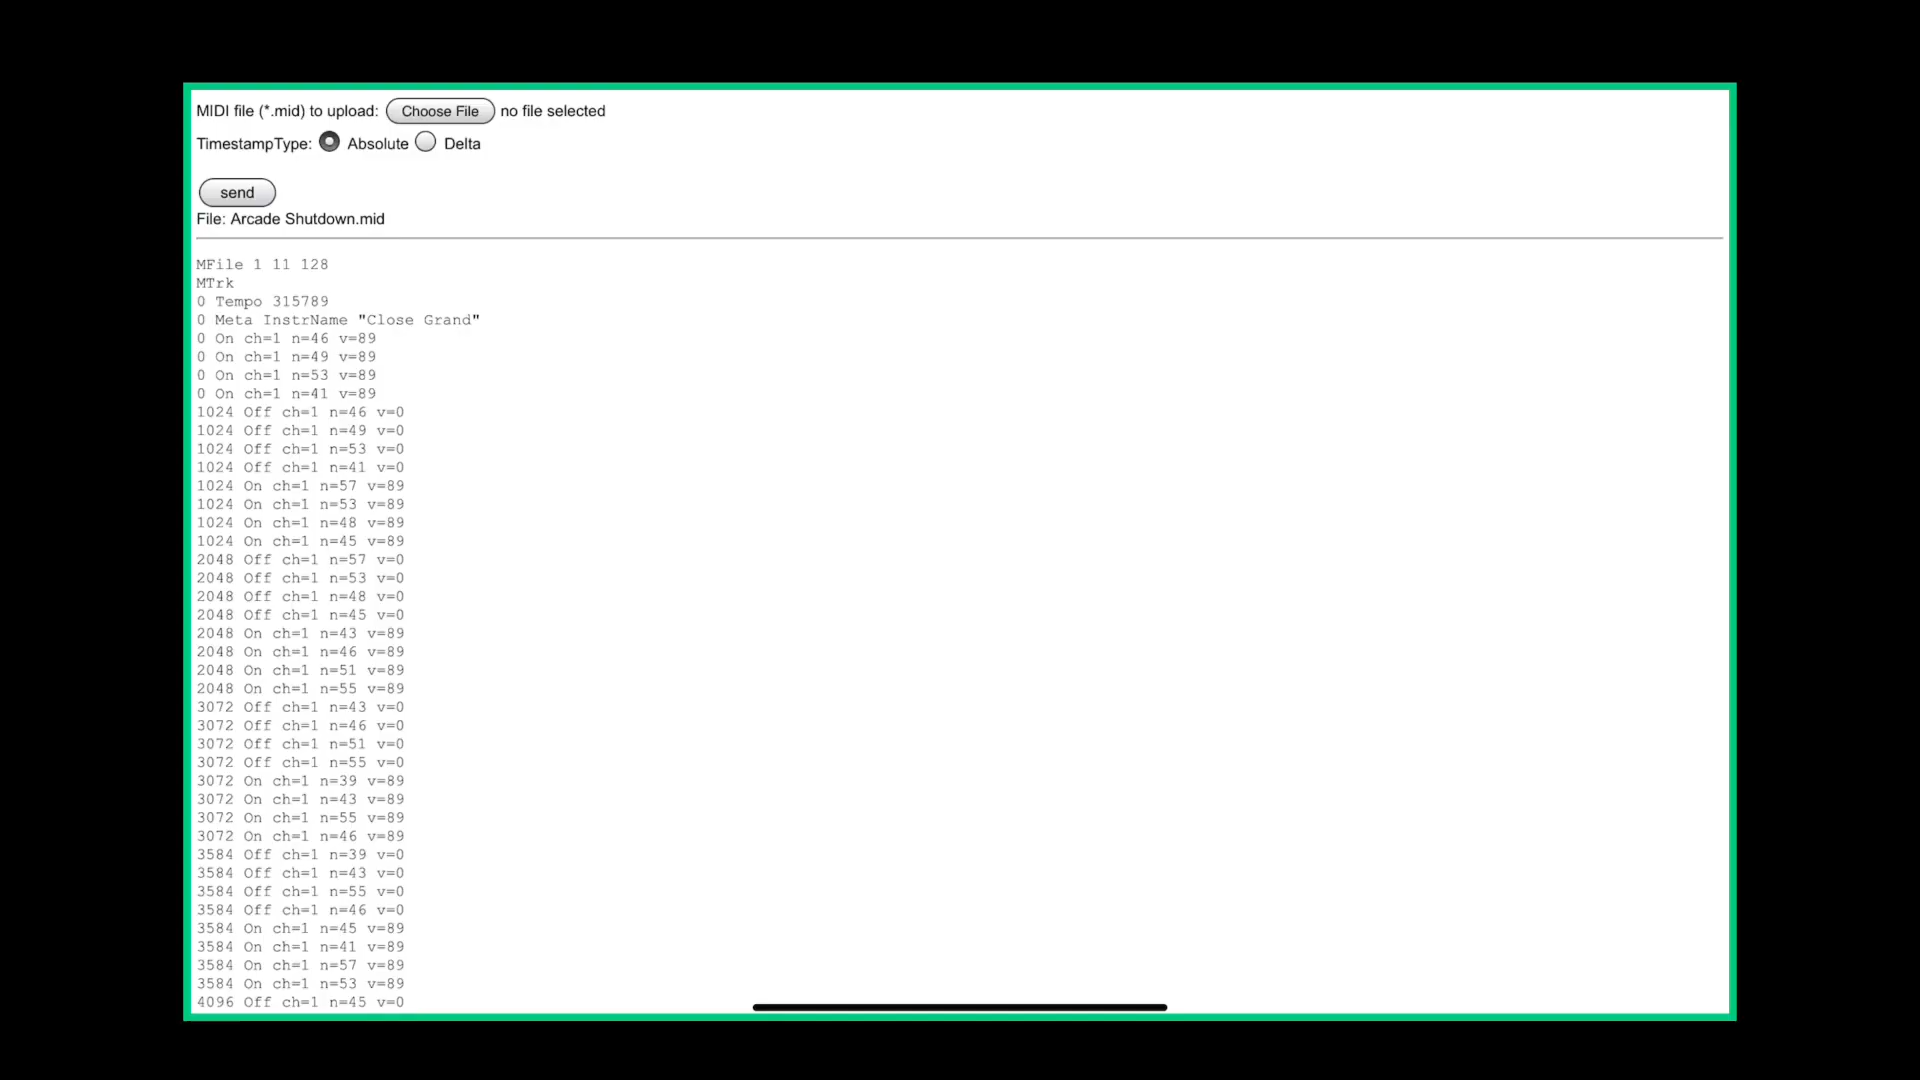 MIDI file (*.mid) to upload: Choose File no file selected
TimestampType: Absolute Delta
send
File: Arcade Shutdown.mid
MFile 1 11 128
MTrk
0 Tempo 315789
0 Meta InstrName "Close Grand"
0 On ch=1 n=46 v=89
0 On ch=1 n=49 v=89
0 On ch=1 n=53 v=89
0 On ch=1 n=41 v=89
1024 Off ch=1 n=46 v=0
1024 Off ch=1 n=49 v=0
1024 Off ch=1 n=53 v=0
1024 Off ch=1 n=41 v=0
1024 On ch=1 n=57 v=89
1024 On ch=1 n=53 v=89
1024 On ch=1 n=48 v=89
1024 On ch=1 n=45 v=89
2048 Off ch=1 n=57 v=0
2048 Off ch=1 n=53 v=0
2048 Off ch=1 n=48 v=0
2048 Off ch=1 n=45 v=0
2048 On ch=1 n=43 v=89
2048 On ch=1 n=46 v=89
2048 On ch=1 n=51 v=89
2048 On ch=1 n=55 v=89
3072 Off ch=1 n=43 v=0
3072 Off ch=1 n=46 v=0
3072 Off ch=1 n=51 v=0
3072 Off ch=1 n=55 v=0
3072 On ch=1 n=39 v=89
3072 On ch=1 n=43 v=89
3072 On ch=1 n=55 v=89
3072 On ch=1 n=46 v=89
3584 Off ch=1 n=39 v=0
3584 Off ch=1 n=43 v=0
3584 Off ch=1 n=55 v=0
3584 Off ch=1 n=46 v=0
3584 On ch=1 n=45 v=89
3584 On ch=1 n=41 v=89
3584 On ch=1 n=57 v=89
3584 On ch=1 n=53 v=89
4096 Off ch=1 n=45 v=0